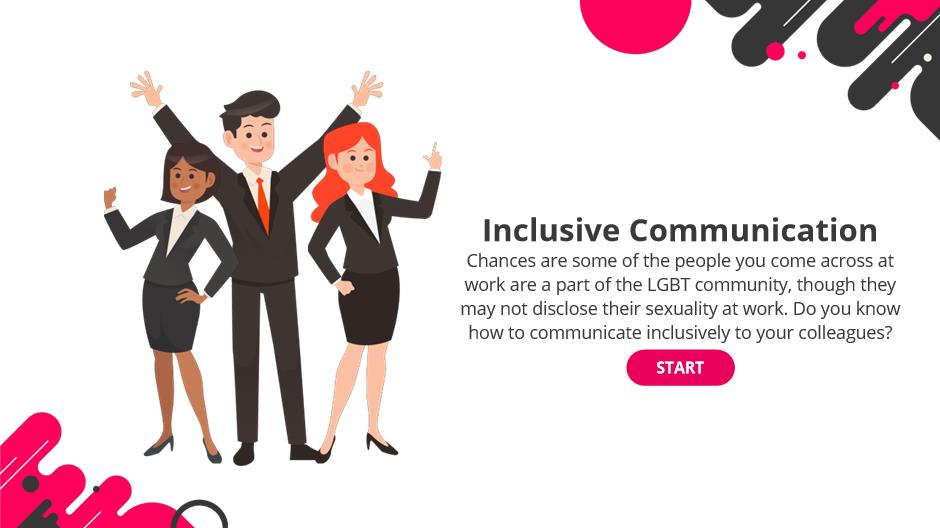 Inclusive Communication
Chances are some of the people you come across at
work are a part of the LGBT community, though they
may not disclose their sexuality at work. Do you know
how to communicate inclusively to your colleagues?
START